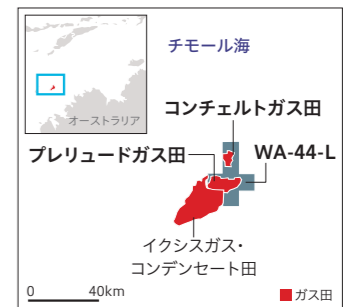 チモール海
オーストラリア
コンチェルトガス田
プレリュードガス田
WA-44-L
イクシスガス・
コンデンセート田
0 40km
ガス田